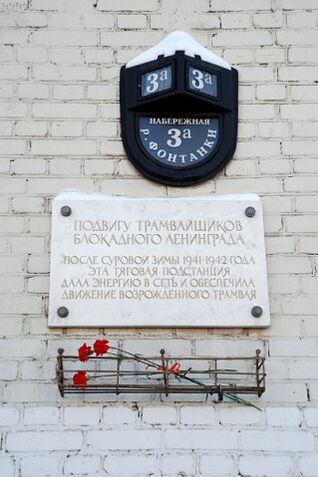 3а 3а
НАБЕРЕЖНАЯ
3а
Р. ФОНТАНКИ
ПОДВИГУ ТРАМВАЙЩИКОВ
БЛОКАДНОГО ЛЕНИНГРАДА
ПОСЛЕ СУРОВОЙ ЗИМЫ 1941-1942 ГОДА
ЭТА ТЯГОВАЯ ПОДСТАНЦИЯ
ДАЛА ЭНЕРГИЮ В СЕТЬ И ОБЕСПЕЧИЛА
ДВИЖЕНИЕ ВОЗРОЖДЕННОГО ТРАМВАЯ